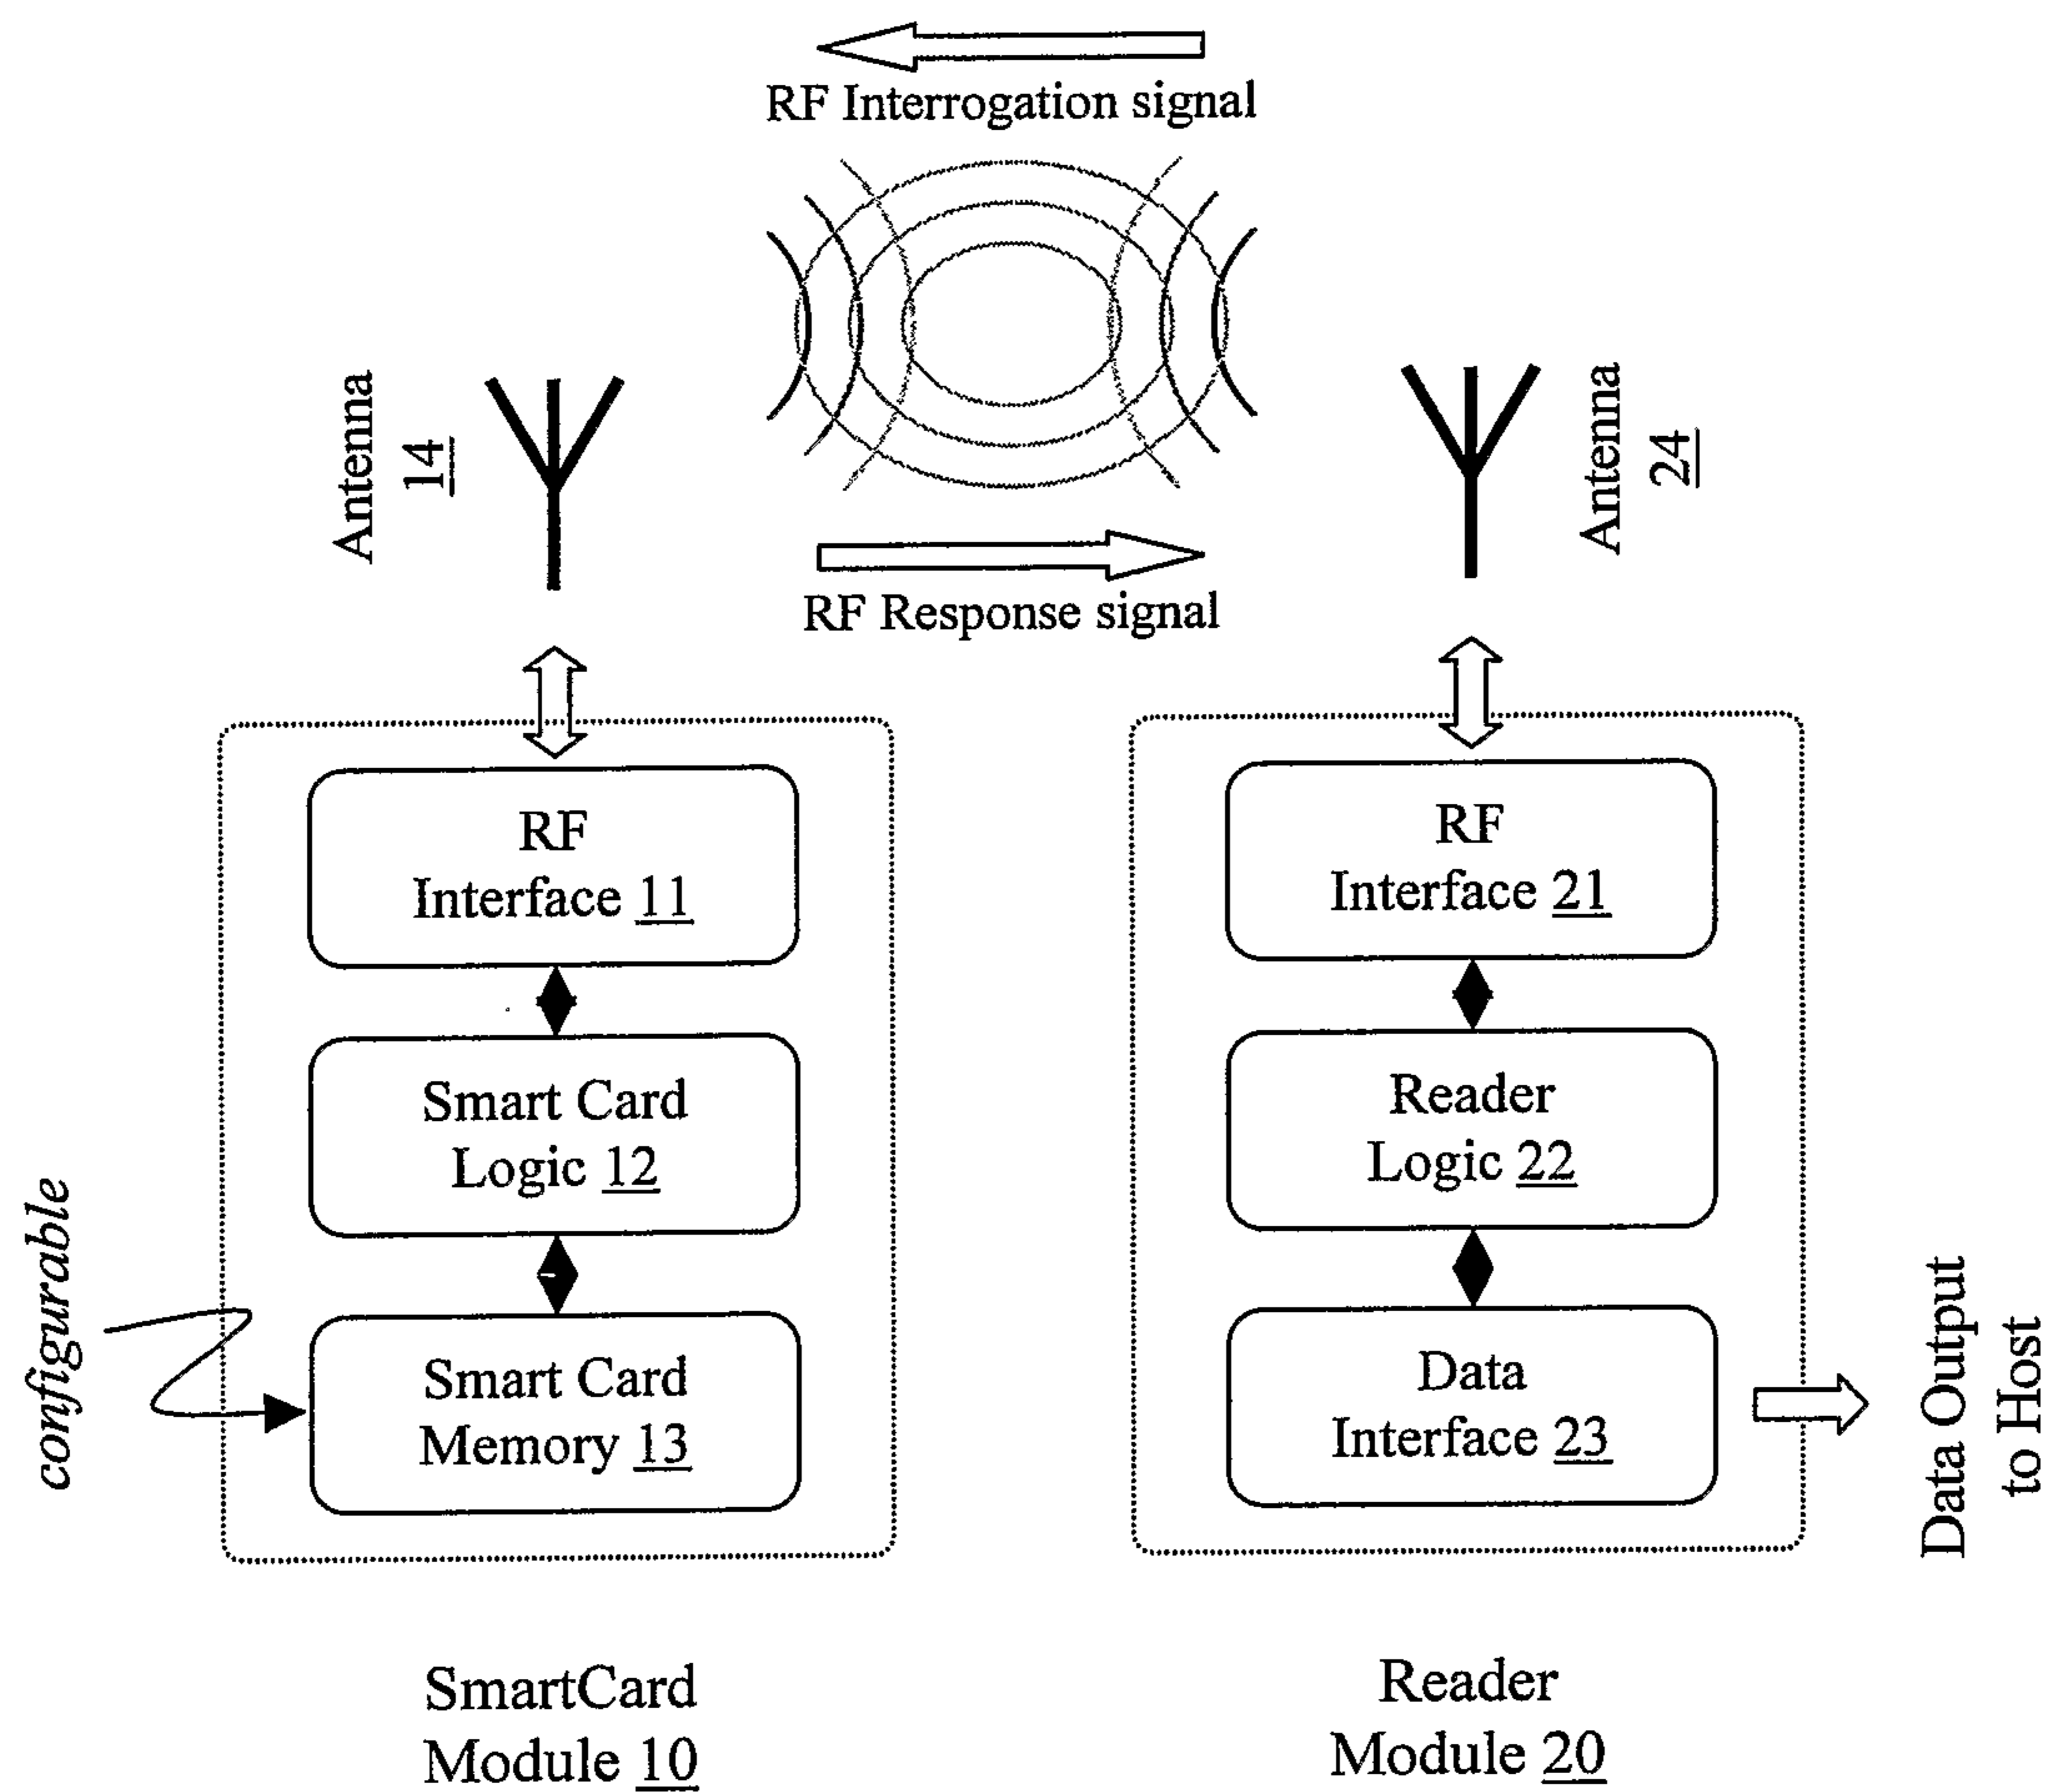 RF Interrogation signal
Antenna
14
Antenna
24
RF Response signal
RF
Interface 11
RF
Interface 21
Smart Card
Logic 12
Reader
Logic 22
configurable
Smart Card
Memory 13
Data
Interface 23
Data Output
to Host
SmartCard
Module 10
Reader
Module 20